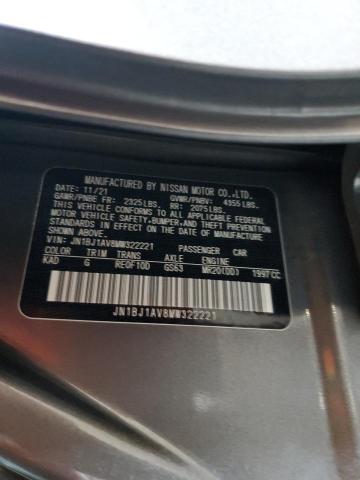 MANUFACTURED BY NISSAN MOTOR CO.,LTD.
DATE: 11/21 GVWR/PNBV: 4355 LBS.
GAWR/PNBE FR: 2325 LBS. RR: 2075 LBS.
THIS VEHICLE CONFORMS TO ALL APPLICABLE FEDERAL
MOTOR VEHICLE SAFETY, BUMPER, AND THEFT PREVENTION
STANDARDS IN EFFECT ON THE DATE OF MANUFACTURE
SHOWN ABOVE.
VIN: JN1BJ1AV8MW322221 PASSENGER CAR
COLOR TRIM TRANS AXLE ENGINE
KAD G RE0F10D GS63 MR20(DD) 1997CC
JN1BJ1AV8MW322221